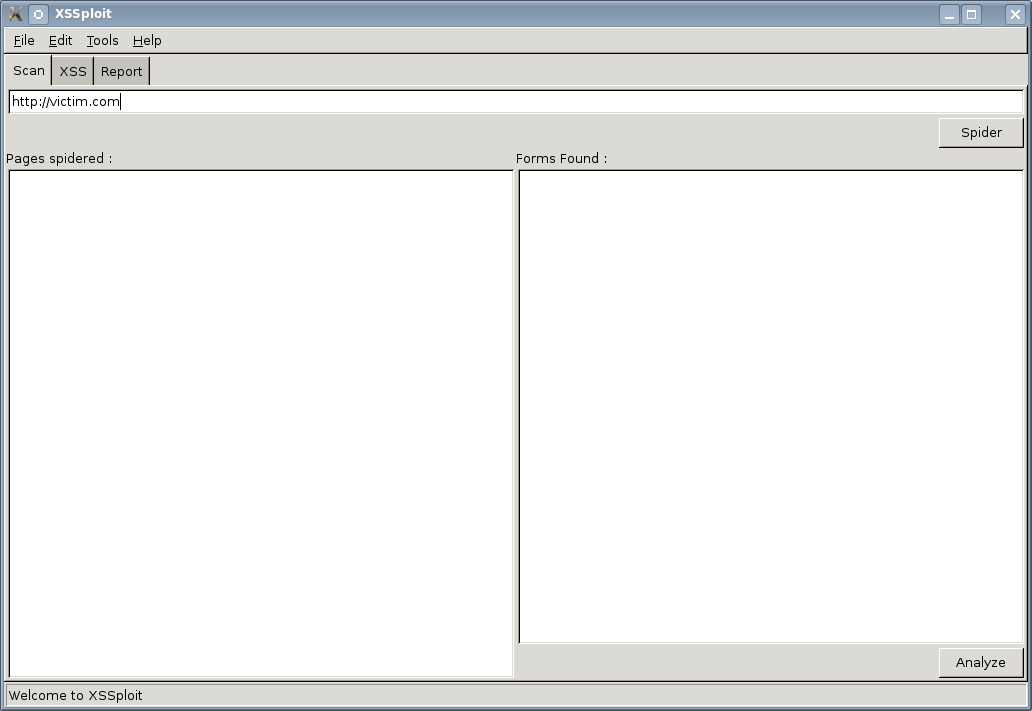 XSSploit
File Edit Tools Help
Scan XSS Report
http://victim.com
Spider
Pages spidered : Forms Found :
Analyze
Welcome to XSSploit